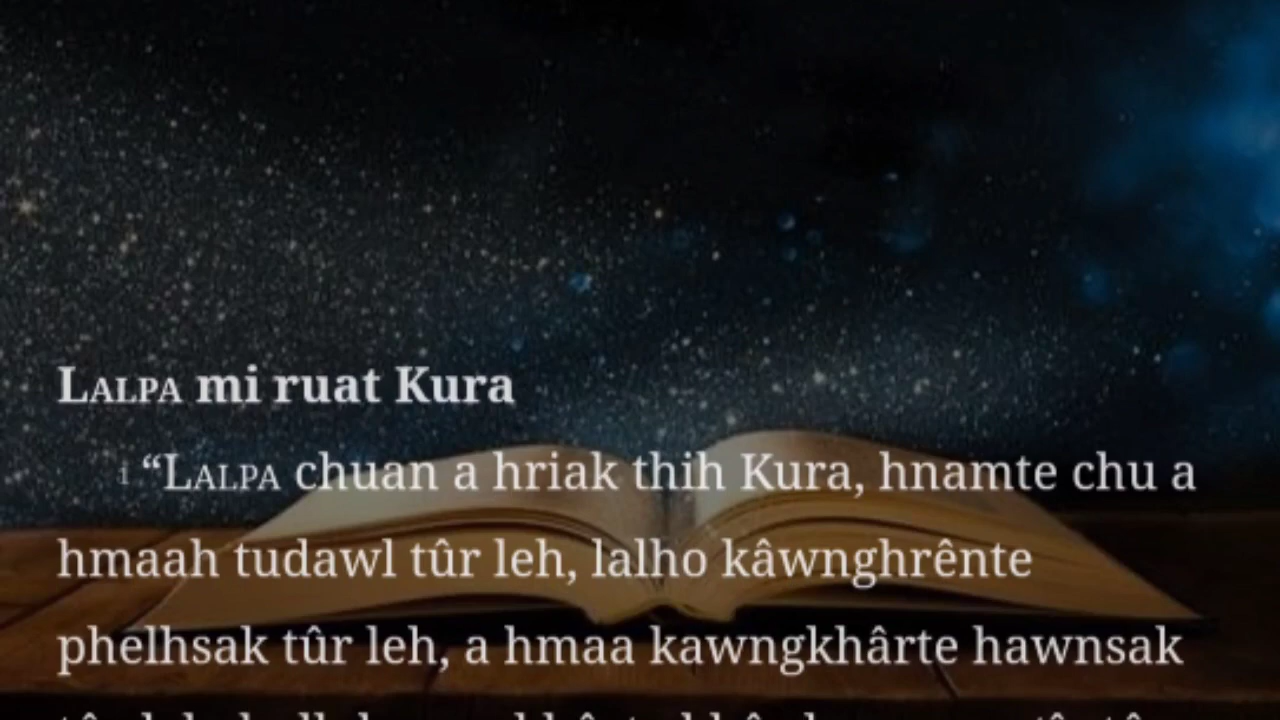 LALPA mi ruat Kura
1 “LALPA chuan a hriak thih Kura, hnamte chu a
hmaah tudawl tûr leh, lalho kâwnghrênte
phelhsak tûr leh, a hmaa kawngkhârte hawnsak